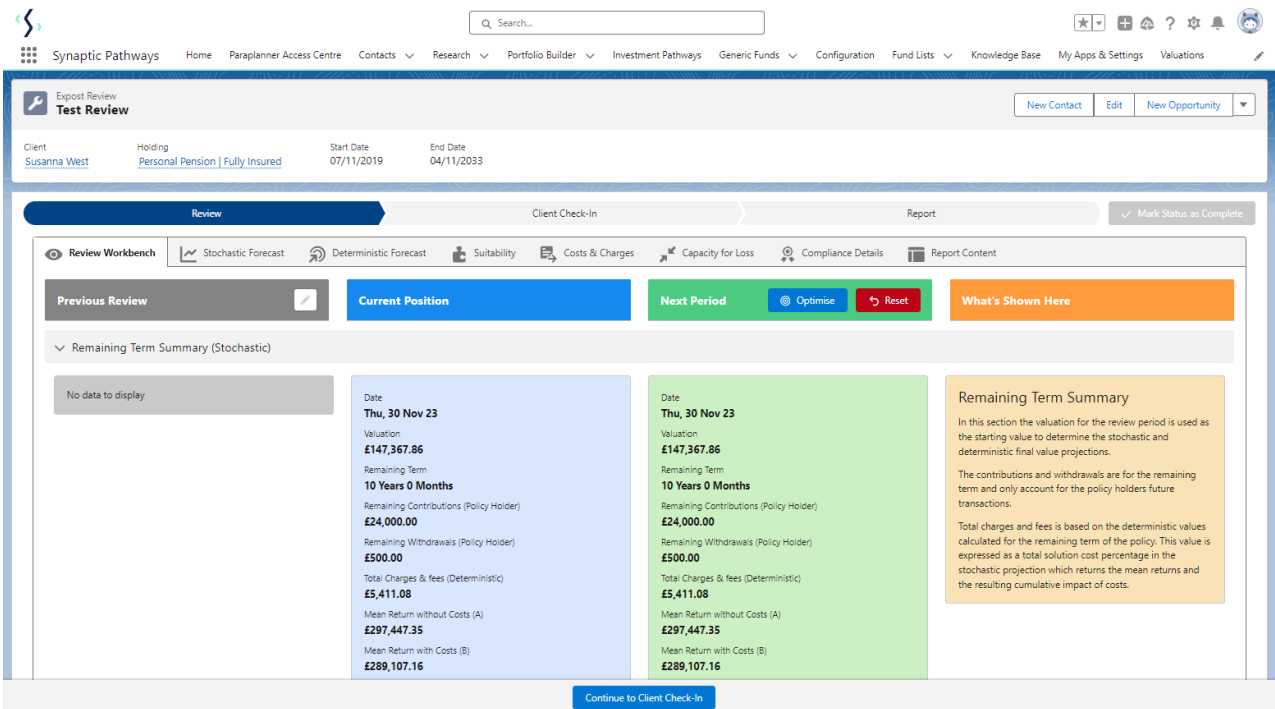 Search...
Synaptic Pathways
Home
Paraplanner Access Centre
Contacts
Research
Portfolio Builder
Investment Pathways
Generic Funds
Configuration
Fund Lists
Knowledge Base
My Apps & Settings
Valuations
Expost Review
Test Review
New Contact
Edit
New Opportunity
Client
Holding
Start Date
End Date
Susanna West
Personal Pension | Fully Insured
07/11/2019
04/11/2033
Review
Client Check-In
Report
Mark Status as Complete
Review Workbench
Stochastic Forecast
Deterministic Forecast
Suitability
Costs & Charges
Capacity for Loss
Compliance Details
Report Content
Previous Review
Current Position
Next Period
Optimise
Reset
What's Shown Here
Remaining Term Summary (Stochastic)
No data to display
Date
Thu, 30 Nov 23
Valuation
£147,367.86
Remaining Term
10 Years 0 Months
Remaining Contributions (Policy Holder)
£24,000.00
Remaining Withdrawals (Policy Holder)
£500.00
Total Charges & fees (Deterministic)
£5,411.08
Mean Return without Costs (A)
£297,447.35
Mean Return with Costs (B)
£289,107.16
Date
Thu, 30 Nov 23
Valuation
£147,367.86
Remaining Term
10 Years 0 Months
Remaining Contributions (Policy Holder)
£24,000.00
Remaining Withdrawals (Policy Holder)
£500.00
Total Charges & fees (Deterministic)
£5,411.08
Mean Return without Costs (A)
£297,447.35
Mean Return with Costs (B)
£289,107.16
Remaining Term Summary
In this section the valuation for the review period is used as
the starting value to determine the stochastic and
deterministic final value projections.
The contributions and withdrawals are for the remaining
term and only account for the policy holders future
transactions.
Total charges and fees is based on the deterministic values
calculated for the remaining term of the policy. This value is
expressed as a total solution cost percentage in the
stochastic projection which returns the mean returns and
the resulting cumulative impact of costs.
Continue to Client Check-In